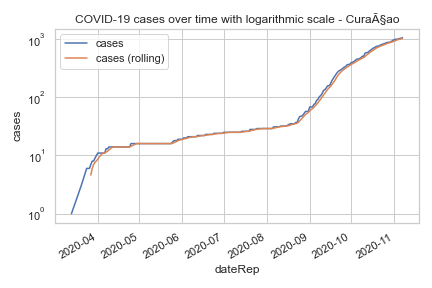 COVID-19 cases over time with logarithmic scale - CuraÃ§ao
cases
cases (rolling)
10³
10²
10¹
10⁰
cases
2020-04
2020-05
2020-06
2020-07
2020-08
2020-09
2020-10
2020-11
dateRep